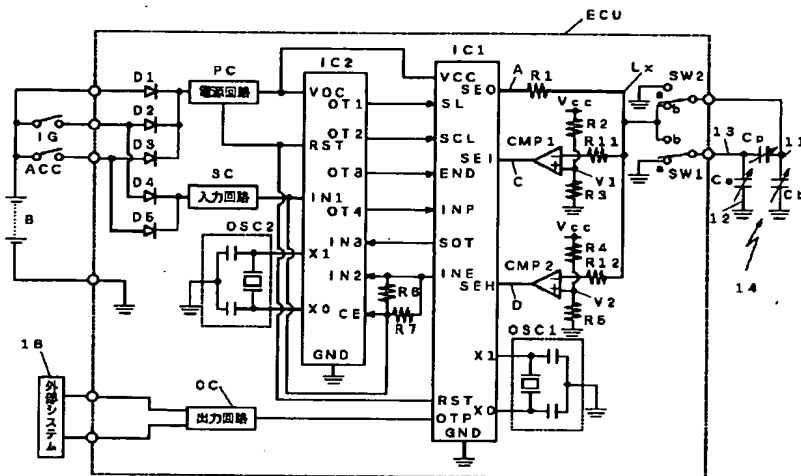 ECU
IC1
IC2
D1
PC
電源回路
VOC
VCC
A
R1
Lx
SW2
SEO
a
b
OT1
SL
Vcc
R2
D2
IG
RST
OT2
SCL
CMP1
R11
b
13
Cp
11
D3
ACC
SEI
SW1
a
D4
SC
OT3
END
C
V1
R3
Ca
Cb
入力回路
IN1
OT4
INP
Vcc
12
B
D5
OSC2
IN3
SOT
R4
R12
X1
IN2
INE
CMP2
14
R6
SEH
D
V2
R5
X0
CE
R7
OSC1
GND
X1
18
外部システム
OC
出力回路
RST
OTP
X0
GND